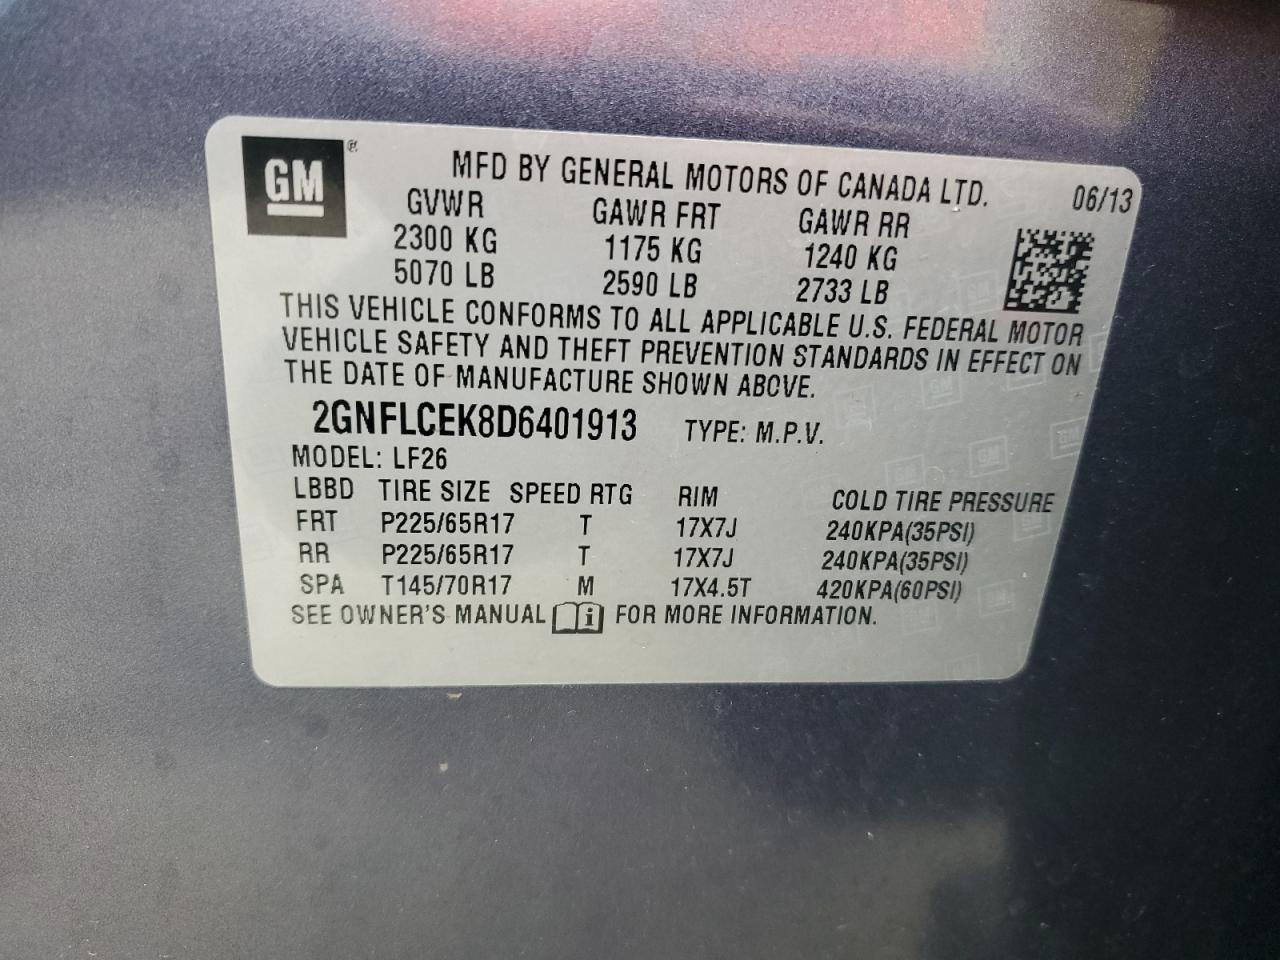 GM®
MFD BY GENERAL MOTORS OF CANADA LTD. 06/13
GVWR GAWR FRT GAWR RR
2300 KG 1175 KG 1240 KG
5070 LB 2590 LB 2733 LB
THIS VEHICLE CONFORMS TO ALL APPLICABLE U.S. FEDERAL MOTOR
VEHICLE SAFETY AND THEFT PREVENTION STANDARDS IN EFFECT ON
THE DATE OF MANUFACTURE SHOWN ABOVE.
2GNFLCEK8D6401913 TYPE: M.P.V.
MODEL: LF26
LBBD TIRE SIZE SPEED RTG RIM COLD TIRE PRESSURE
FRT P225/65R17 T 17X7J 240KPA(35PSI)
RR P225/65R17 T 17X7J 240KPA(35PSI)
SPA T145/70R17 M 17X4.5T 420KPA(60PSI)
SEE OWNER'S MANUAL i FOR MORE INFORMATION.